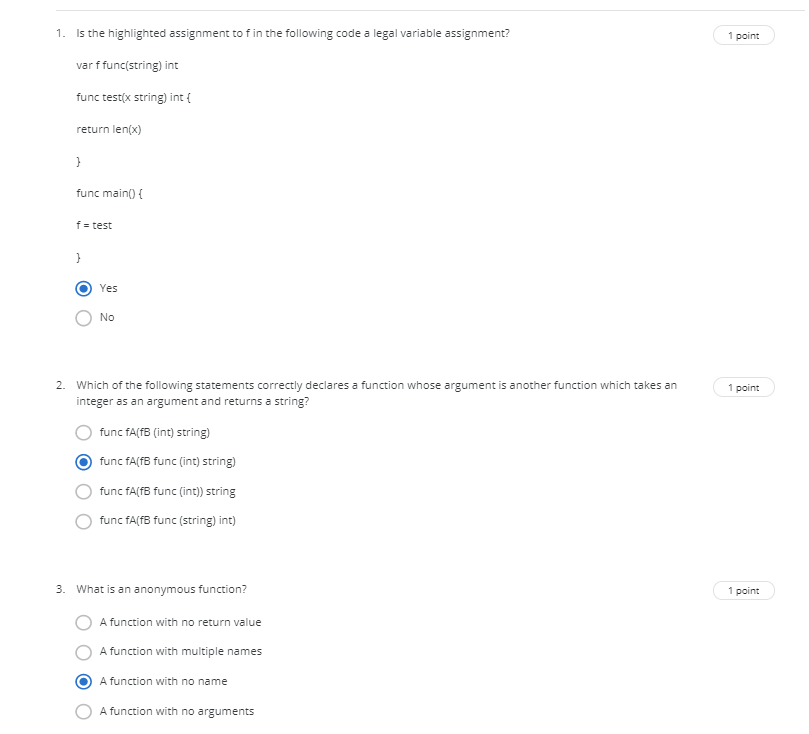 1. Is the highlighted assignment to f in the following code a legal variable assignment?
1 point
var f func(string) int
func test(x string) int {
return len(x)
}
func main() {
f = test
}
Yes
No
2. Which of the following statements correctly declares a function whose argument is another function which takes an
integer as an argument and returns a string?
1 point
func fA(fB (int) string)
func fA(fB func (int) string)
func fA(fB func (int)) string
func fA(fB func (string) int)
3. What is an anonymous function?
1 point
A function with no return value
A function with multiple names
A function with no name
A function with no arguments